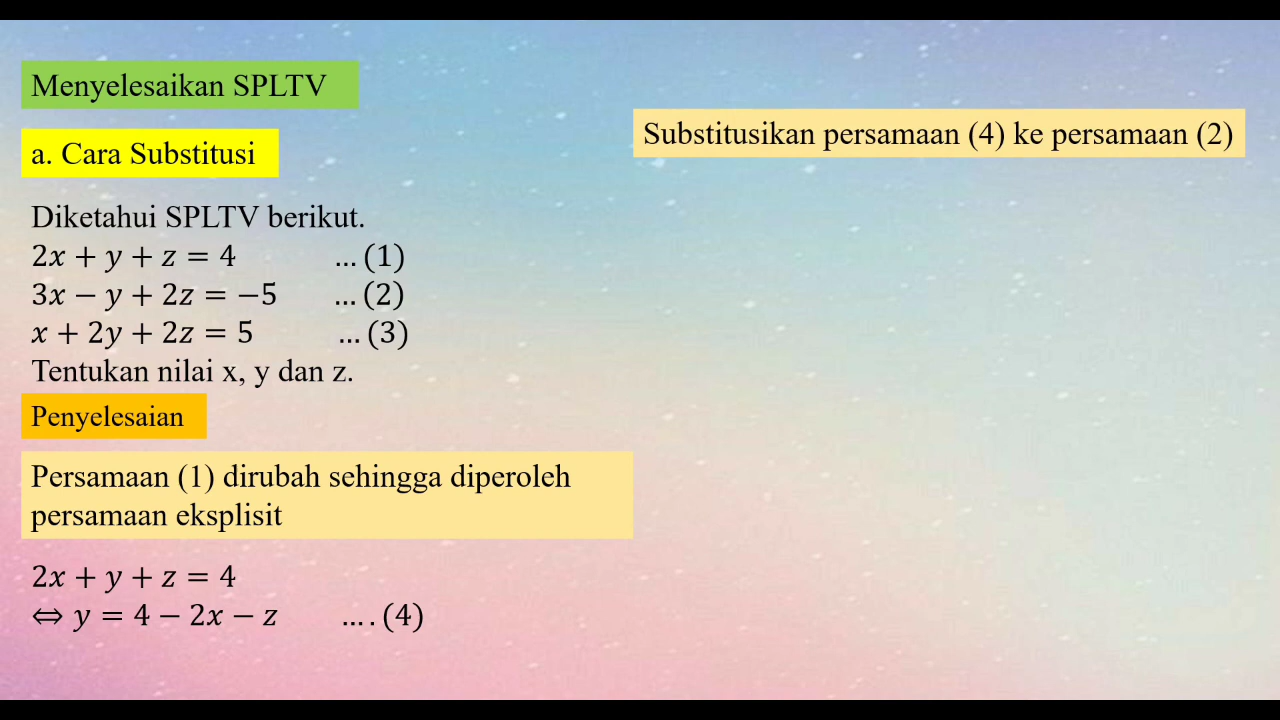 Menyelesaikan SPLTV
a. Cara Substitusi
Diketahui SPLTV berikut.
2x + y + z = 4 … (1)
3x − y + 2z = −5 … (2)
x + 2y + 2z = 5 … (3)
Tentukan nilai x, y dan z.
Penyelesaian
Persamaan (1) dirubah sehingga diperoleh
persamaan eksplisit
2x + y + z = 4
⇔ y = 4 − 2x − z … . (4)
Substitusikan persamaan (4) ke persamaan (2)